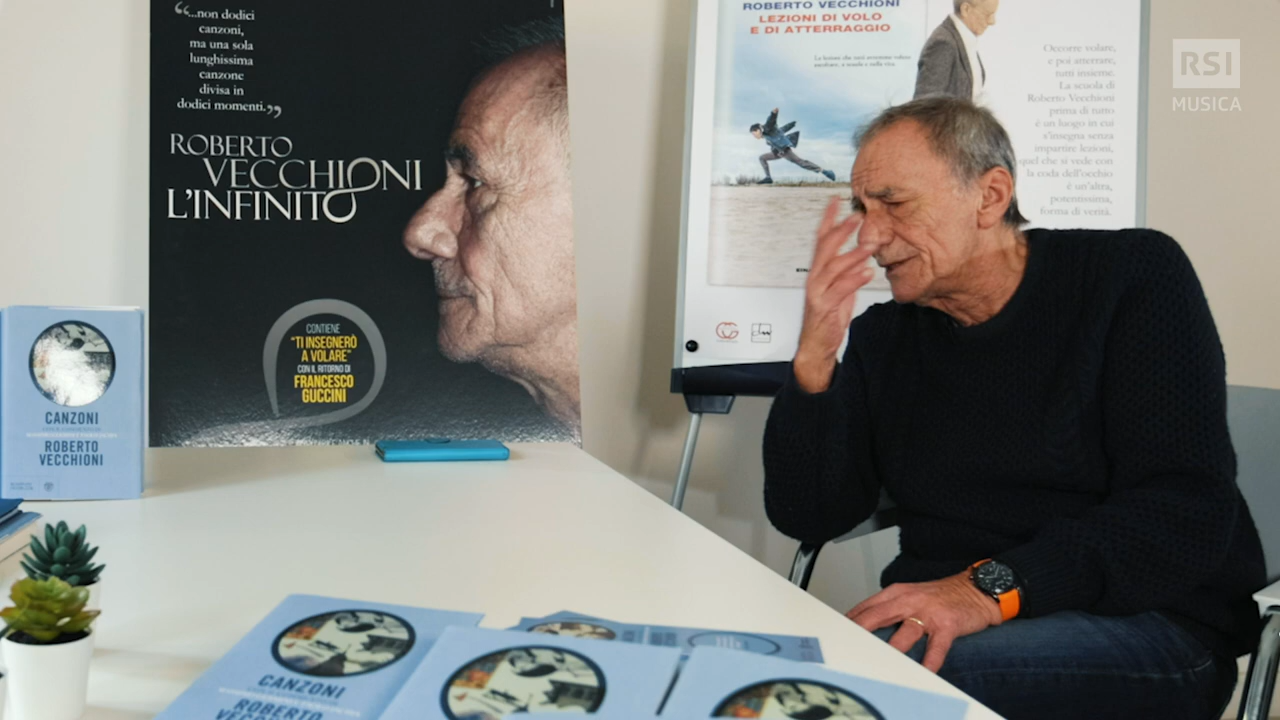 “...non dodici
canzoni,
ma una sola
lunghissima
canzone
divisa in
dodici momenti.”
ROBERTO
VECCHIONI
L'INFINITO
CONTIENE
“TI INSEGNERÒ
A VOLARE”
CON IL RITORNO DI
FRANCESCO
GUCCINI
ROBERTO VECCHIONI
LEZIONI DI VOLO
E DI ATTERRAGGIO
Occorre volare,
e poi atterrare,
tutti insieme.
La scuola di
Roberto Vecchioni
prima di tutto
è un luogo in cui
s'insegna senza
impartire lezioni,
quel che si vede con
la coda dell'occhio
è un'altra,
potentissima,
forma di verità.
RSI
MUSICA
CANZONI
ROBERTO
VECCHIONI
CANZONI
ROBERTO
VECCHIONI